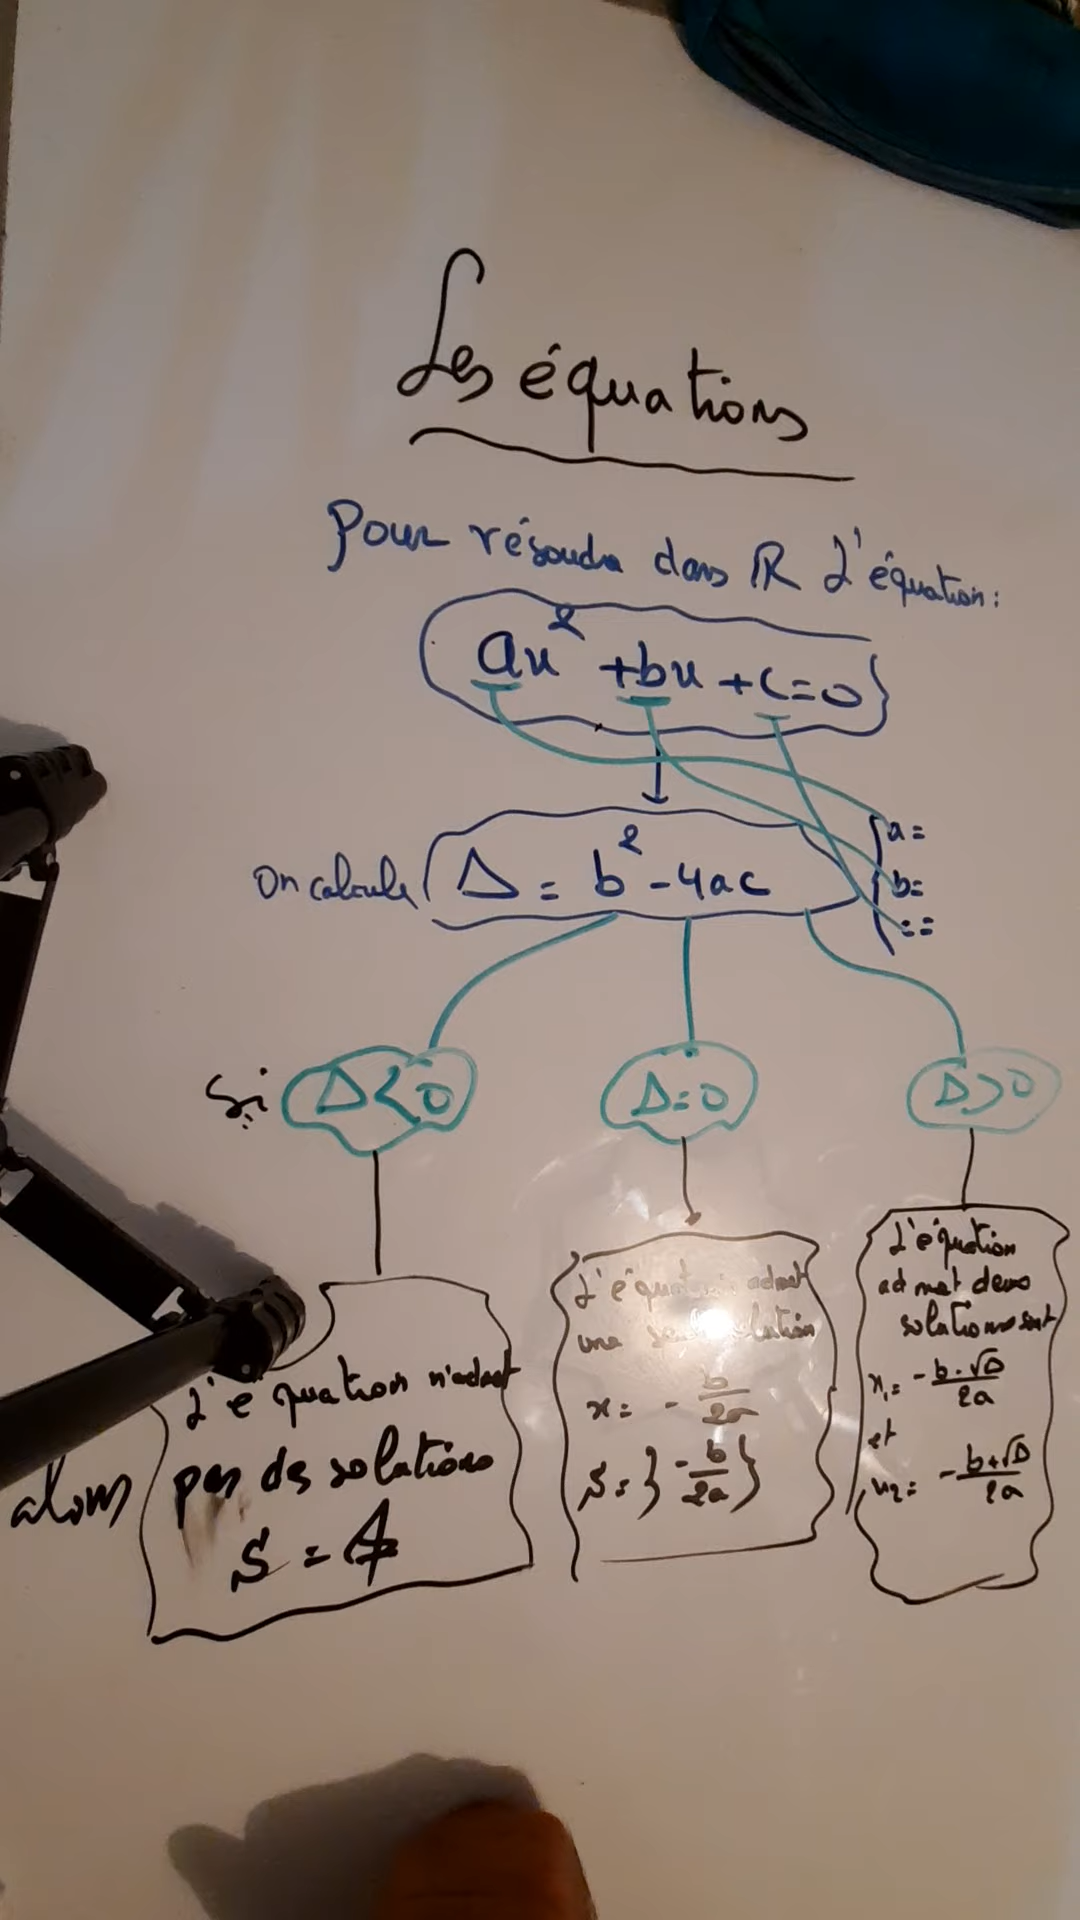 Les équations
Pour résoudre dans ℝ L'équation:
ax² + bx + c = 0
a =
b =
: =
On calcule Δ = b² - 4ac
Si Δ < 0
Δ = 0
Δ > 0
L'équation n'admet
pas de solutions
S = ∅
alors
L'équation admet
une seule solution
x = - b/2a
S = } - b/2a }
L'équation
admet deux
solutions sont
x₁ = - b - √Δ / 2a
et
x₂ = - b + √Δ / 2a